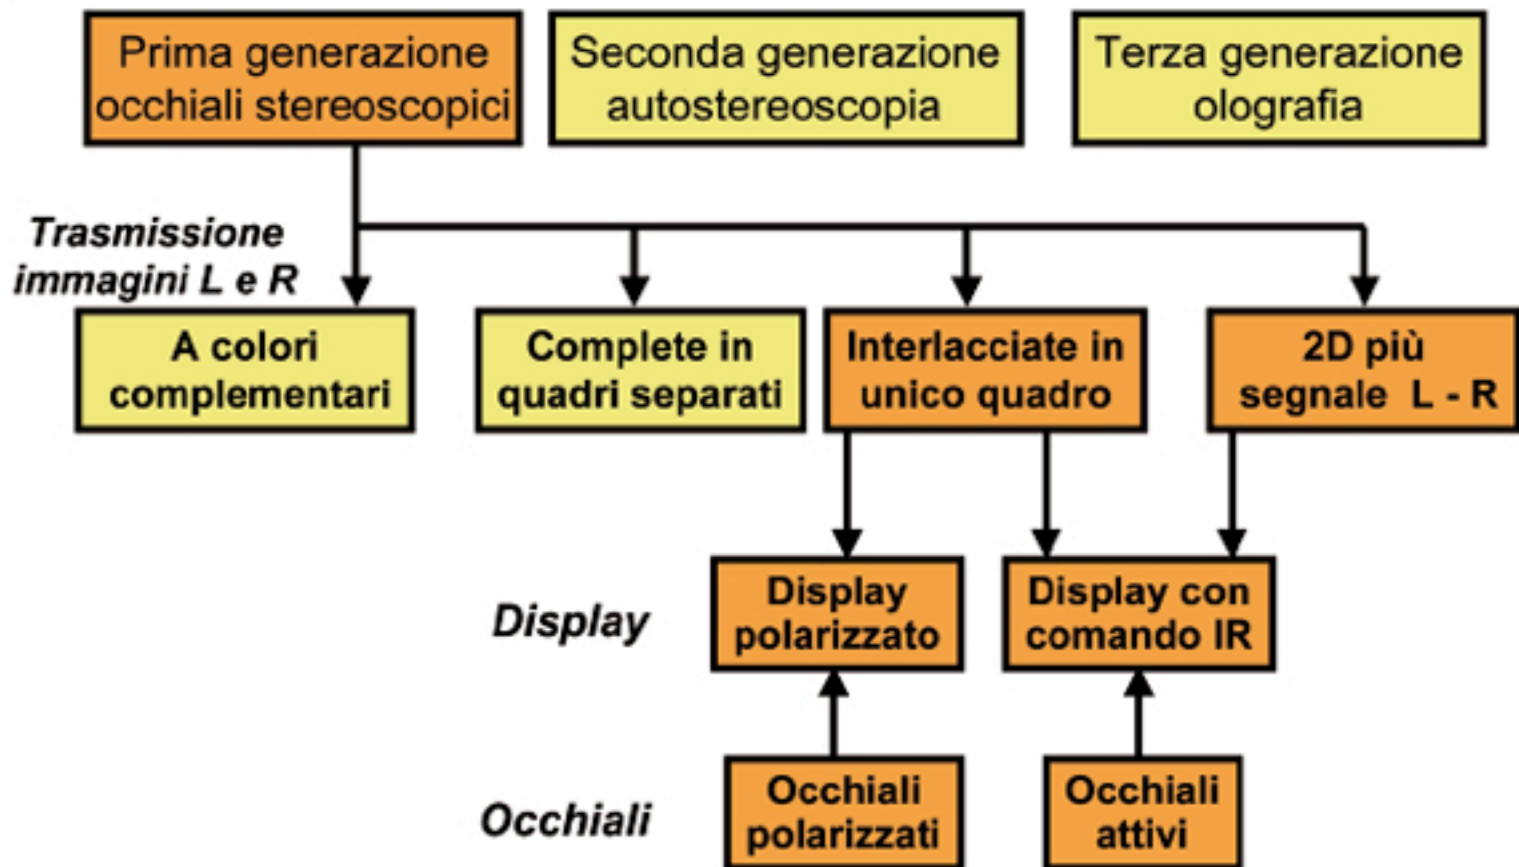 Prima generazione
occhiali stereoscopici
Seconda generazione
autostereoscopia
Terza generazione
olografia
Trasmissione
immagini L e R
A colori
complementari
Complete in
quadri separati
Interlacciate in
unico quadro
2D più
segnale L - R
Display
Display
polarizzato
Display con
comando IR
Occhiali
Occhiali
polarizzati
Occhiali
attivi